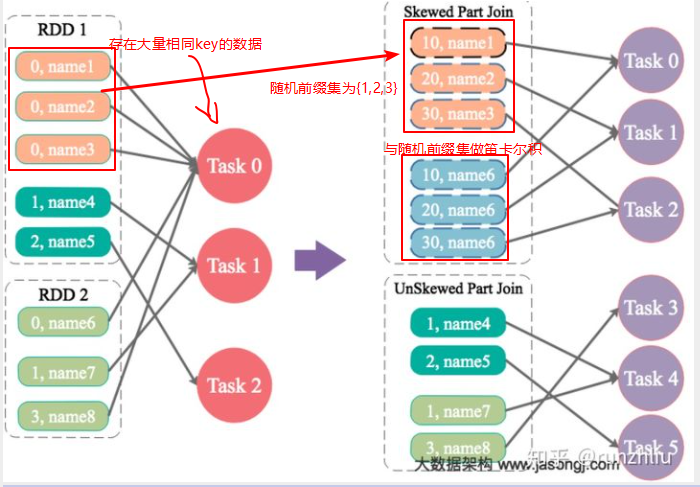 RDD 1
存在大量相同key的数据
0, name1
0, name2
0, name3
随机前缀集为{1,2,3}
1, name4
2, name5
RDD 2
0, name6
1, name7
3, name8
Task 0
Task 1
Task 2
Skewed Part Join
10, name1
20, name2
30, name3
与随机前缀集做笛卡尔积
10, name6
20, name6
30, name6
Task 0
Task 1
Task 2
UnSkewed Part Join
1, name4
2, name5
1, name7
3, name8
Task 3
Task 4
Task 5
知乎 @runzhliu
大数据架构 www.jasongj.com